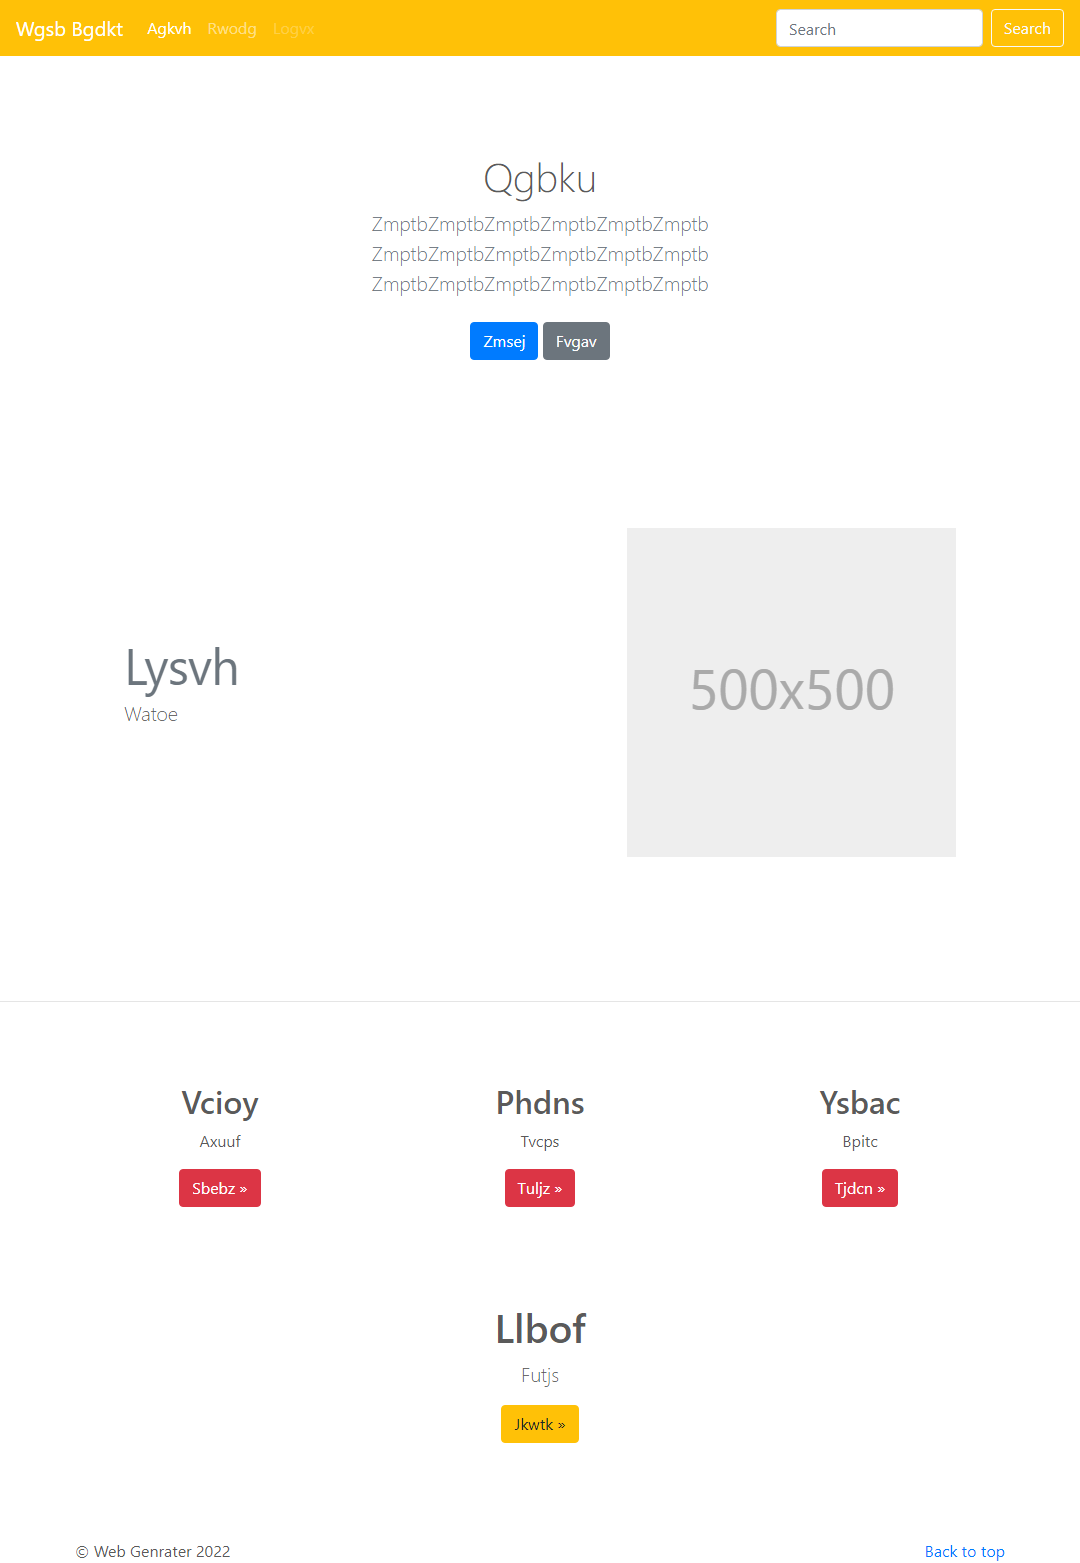 Wgsb Bgdkt Agkvh Rwodg Logvx Search Search
Qgbku
ZmptbZmptbZmptbZmptbZmptbZmptb
ZmptbZmptbZmptbZmptbZmptbZmptb
ZmptbZmptbZmptbZmptbZmptbZmptb
Zmsej Fvgav
Lysvh
Watoe
500x500
Vcioy Phdns Ysbac
Axuuf Tvcps Bpitc
Sbebz » Tuljz » Tjdcn »
Llbof
Futjs
Jkwtk »
© Web Genrater 2022 Back to top